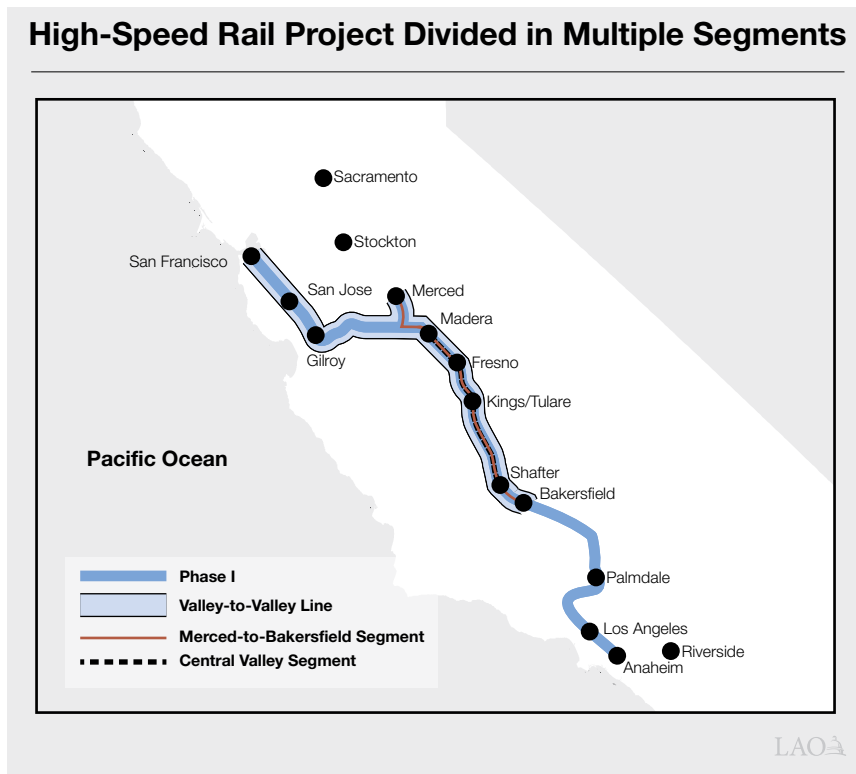 High-Speed Rail Project Divided in Multiple Segments
Sacramento
Stockton
San Francisco
San Jose
Merced
Madera
Gilroy
Fresno
Kings/Tulare
Pacific Ocean
Shafter
Bakersfield
Phase I
Palmdale
Valley-to-Valley Line
Merced-to-Bakersfield Segment
Los Angeles
Riverside
Central Valley Segment
Anaheim
LAO